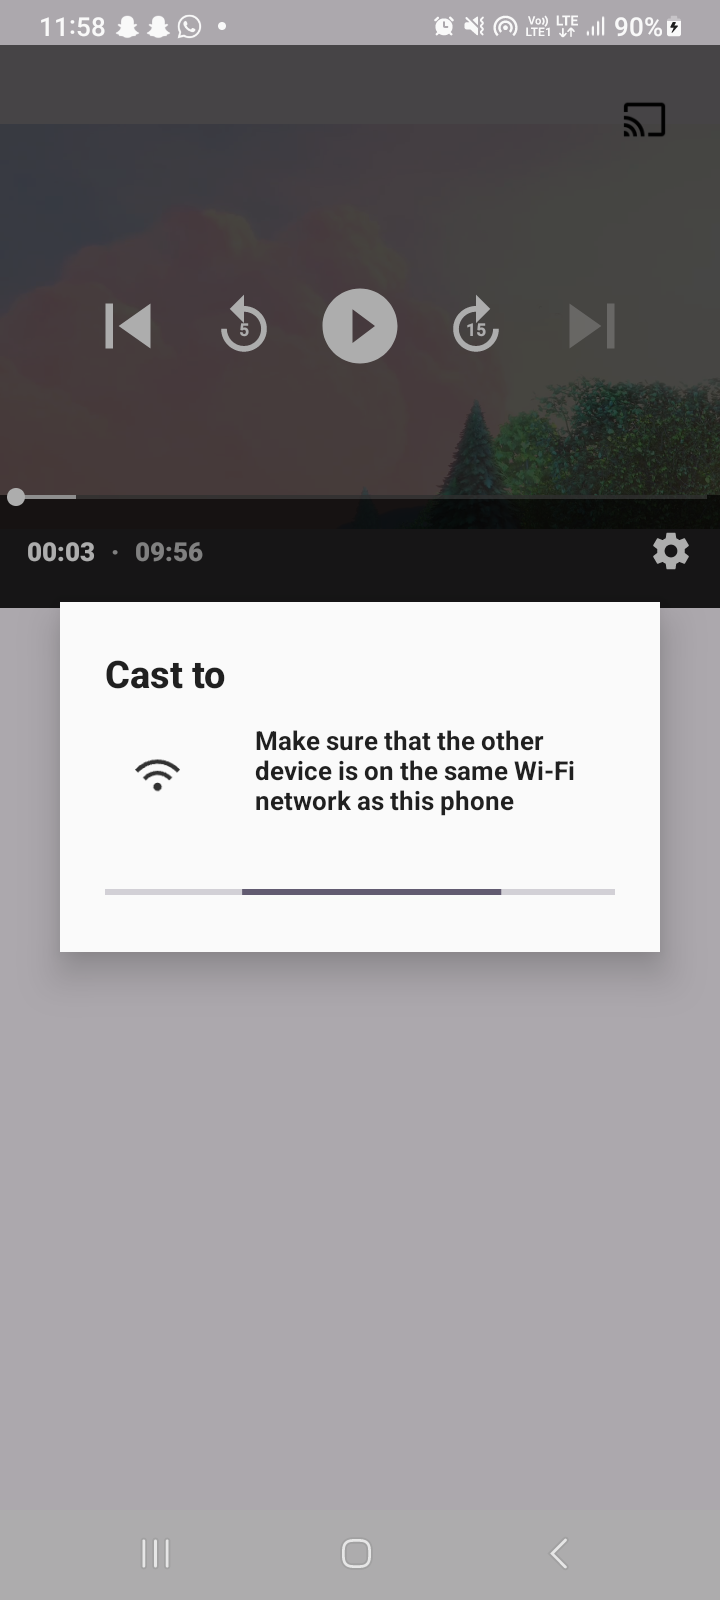 11:58 Vo)) LTE1 LTE 90%
5 15
00:03 · 09:56
Cast to
Make sure that the other
device is on the same Wi-Fi
network as this phone